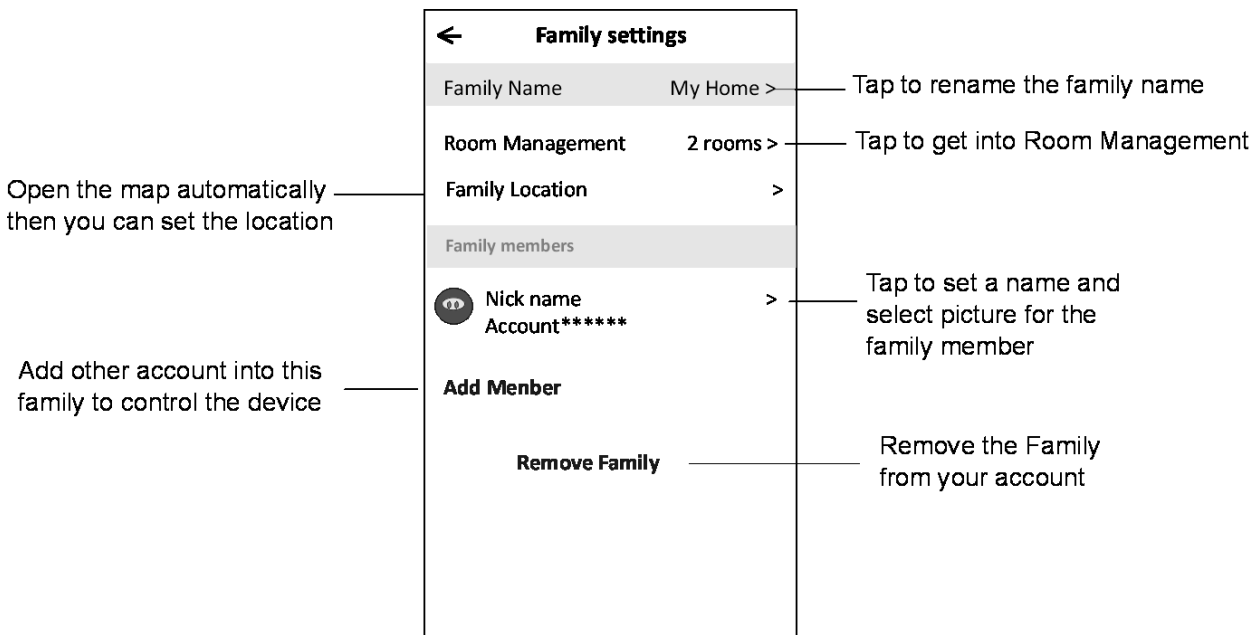 ← Family settings
Family Name My Home >
Tap to rename the family name
Room Management 2 rooms >
Tap to get into Room Management
Open the map automatically
then you can set the location
Family Location >
Family members
Nick name >
Account******
Tap to set a name and
select picture for the
family member
Add other account into this
family to control the device
Add Menber
Remove Family
Remove the Family
from your account